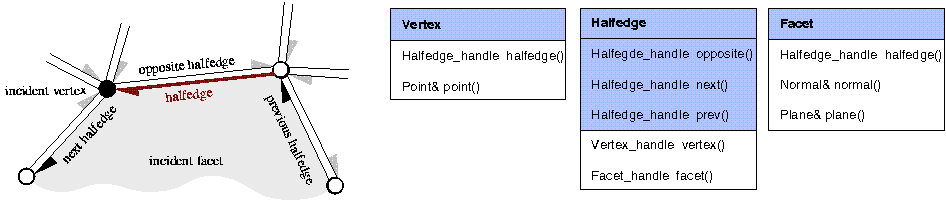 opposite halfedge
halfedge
incident vertex
next halfedge
previous halfedge
incident facet
Vertex
Halfedge_handle halfedge()
Point& point()
Halfedge
Halfegde_handle opposite()
Halfedge_handle next()
Halfedge_handle prev()
Vertex_handle vertex()
Facet_handle facet()
Facet
Halfedge_handle halfedge()
Normal& normal()
Plane& plane()